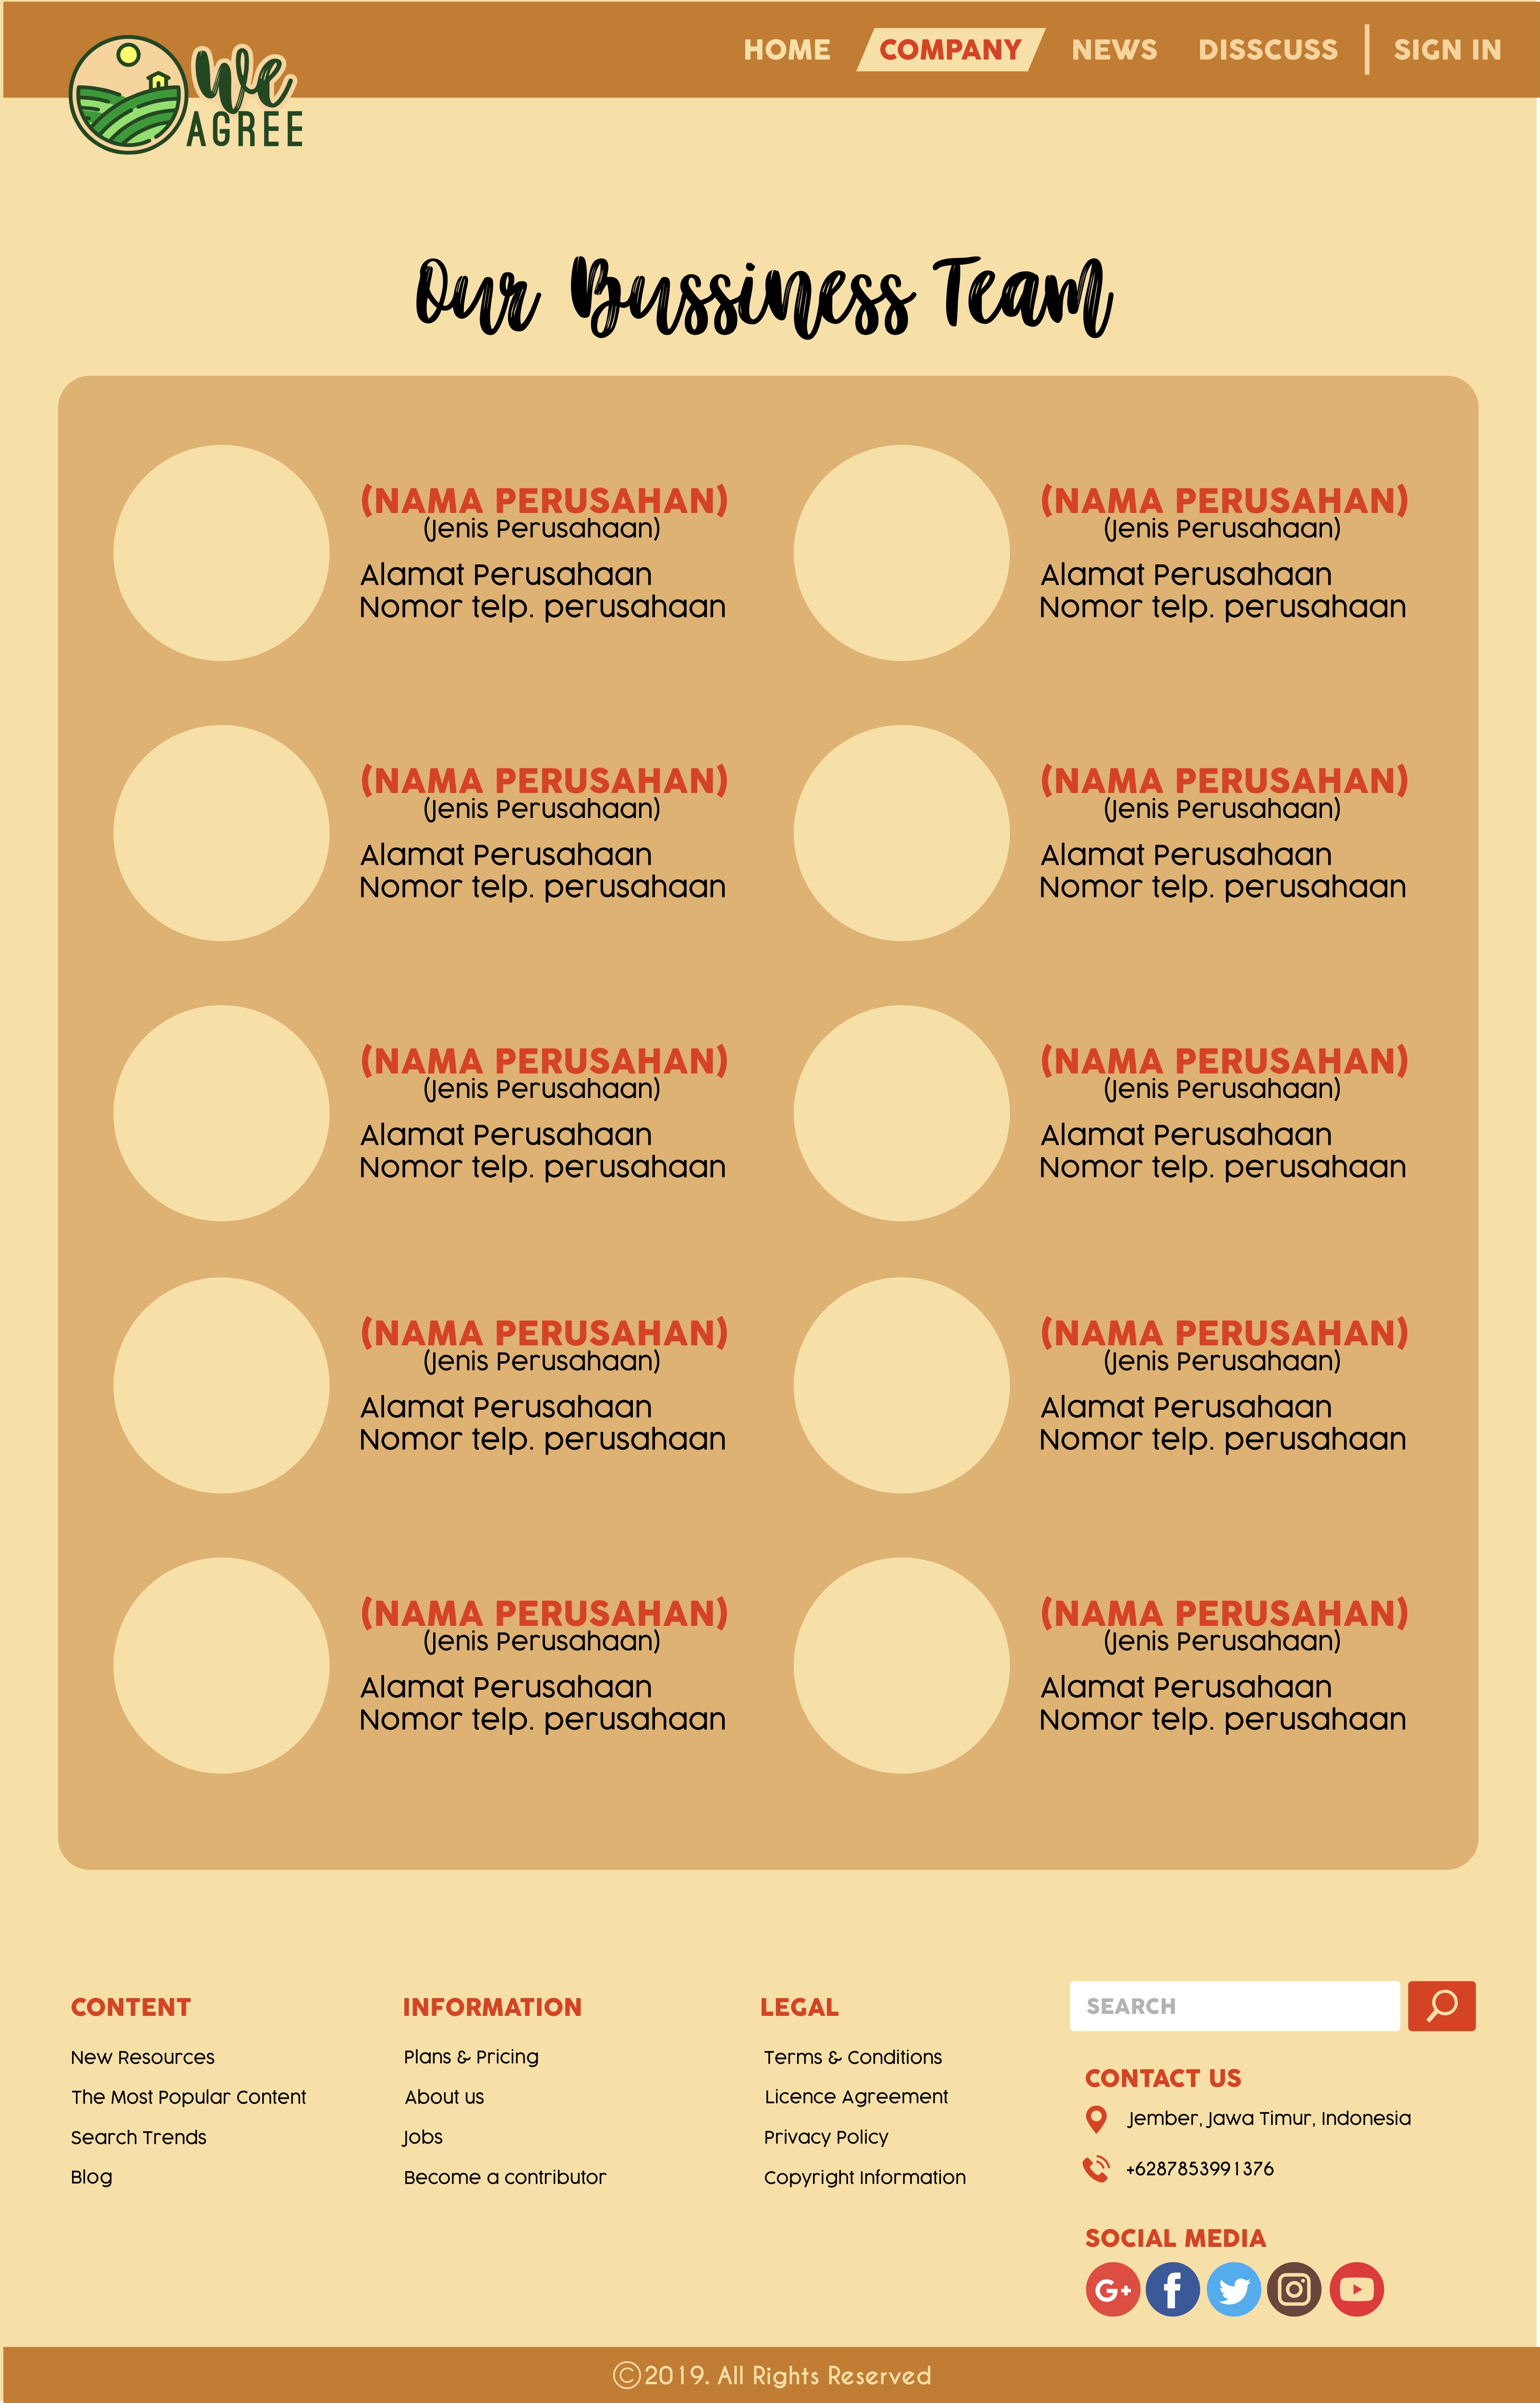 HOME COMPANY NEWS DISSCUSS SIGN IN
We
AGREE
Our Bussiness Team
(NAMA PERUSAHAN)
(Jenis Perusahaan)
Alamat Perusahaan
Nomor telp. perusahaan
(NAMA PERUSAHAN)
(Jenis Perusahaan)
Alamat Perusahaan
Nomor telp. perusahaan
(NAMA PERUSAHAN)
(Jenis Perusahaan)
Alamat Perusahaan
Nomor telp. perusahaan
(NAMA PERUSAHAN)
(Jenis Perusahaan)
Alamat Perusahaan
Nomor telp. perusahaan
(NAMA PERUSAHAN)
(Jenis Perusahaan)
Alamat Perusahaan
Nomor telp. perusahaan
(NAMA PERUSAHAN)
(Jenis Perusahaan)
Alamat Perusahaan
Nomor telp. perusahaan
(NAMA PERUSAHAN)
(Jenis Perusahaan)
Alamat Perusahaan
Nomor telp. perusahaan
(NAMA PERUSAHAN)
(Jenis Perusahaan)
Alamat Perusahaan
Nomor telp. perusahaan
(NAMA PERUSAHAN)
(Jenis Perusahaan)
Alamat Perusahaan
Nomor telp. perusahaan
(NAMA PERUSAHAN)
(Jenis Perusahaan)
Alamat Perusahaan
Nomor telp. perusahaan
CONTENT
New Resources
The Most Popular Content
Search Trends
Blog
INFORMATION
Plans & Pricing
About us
Jobs
Become a contributor
LEGAL
Terms & Conditions
Licence Agreement
Privacy Policy
Copyright Information
SEARCH
CONTACT US
Jember, Jawa Timur, Indonesia
+6287853991376
SOCIAL MEDIA
G+
©2019. All Rights Reserved